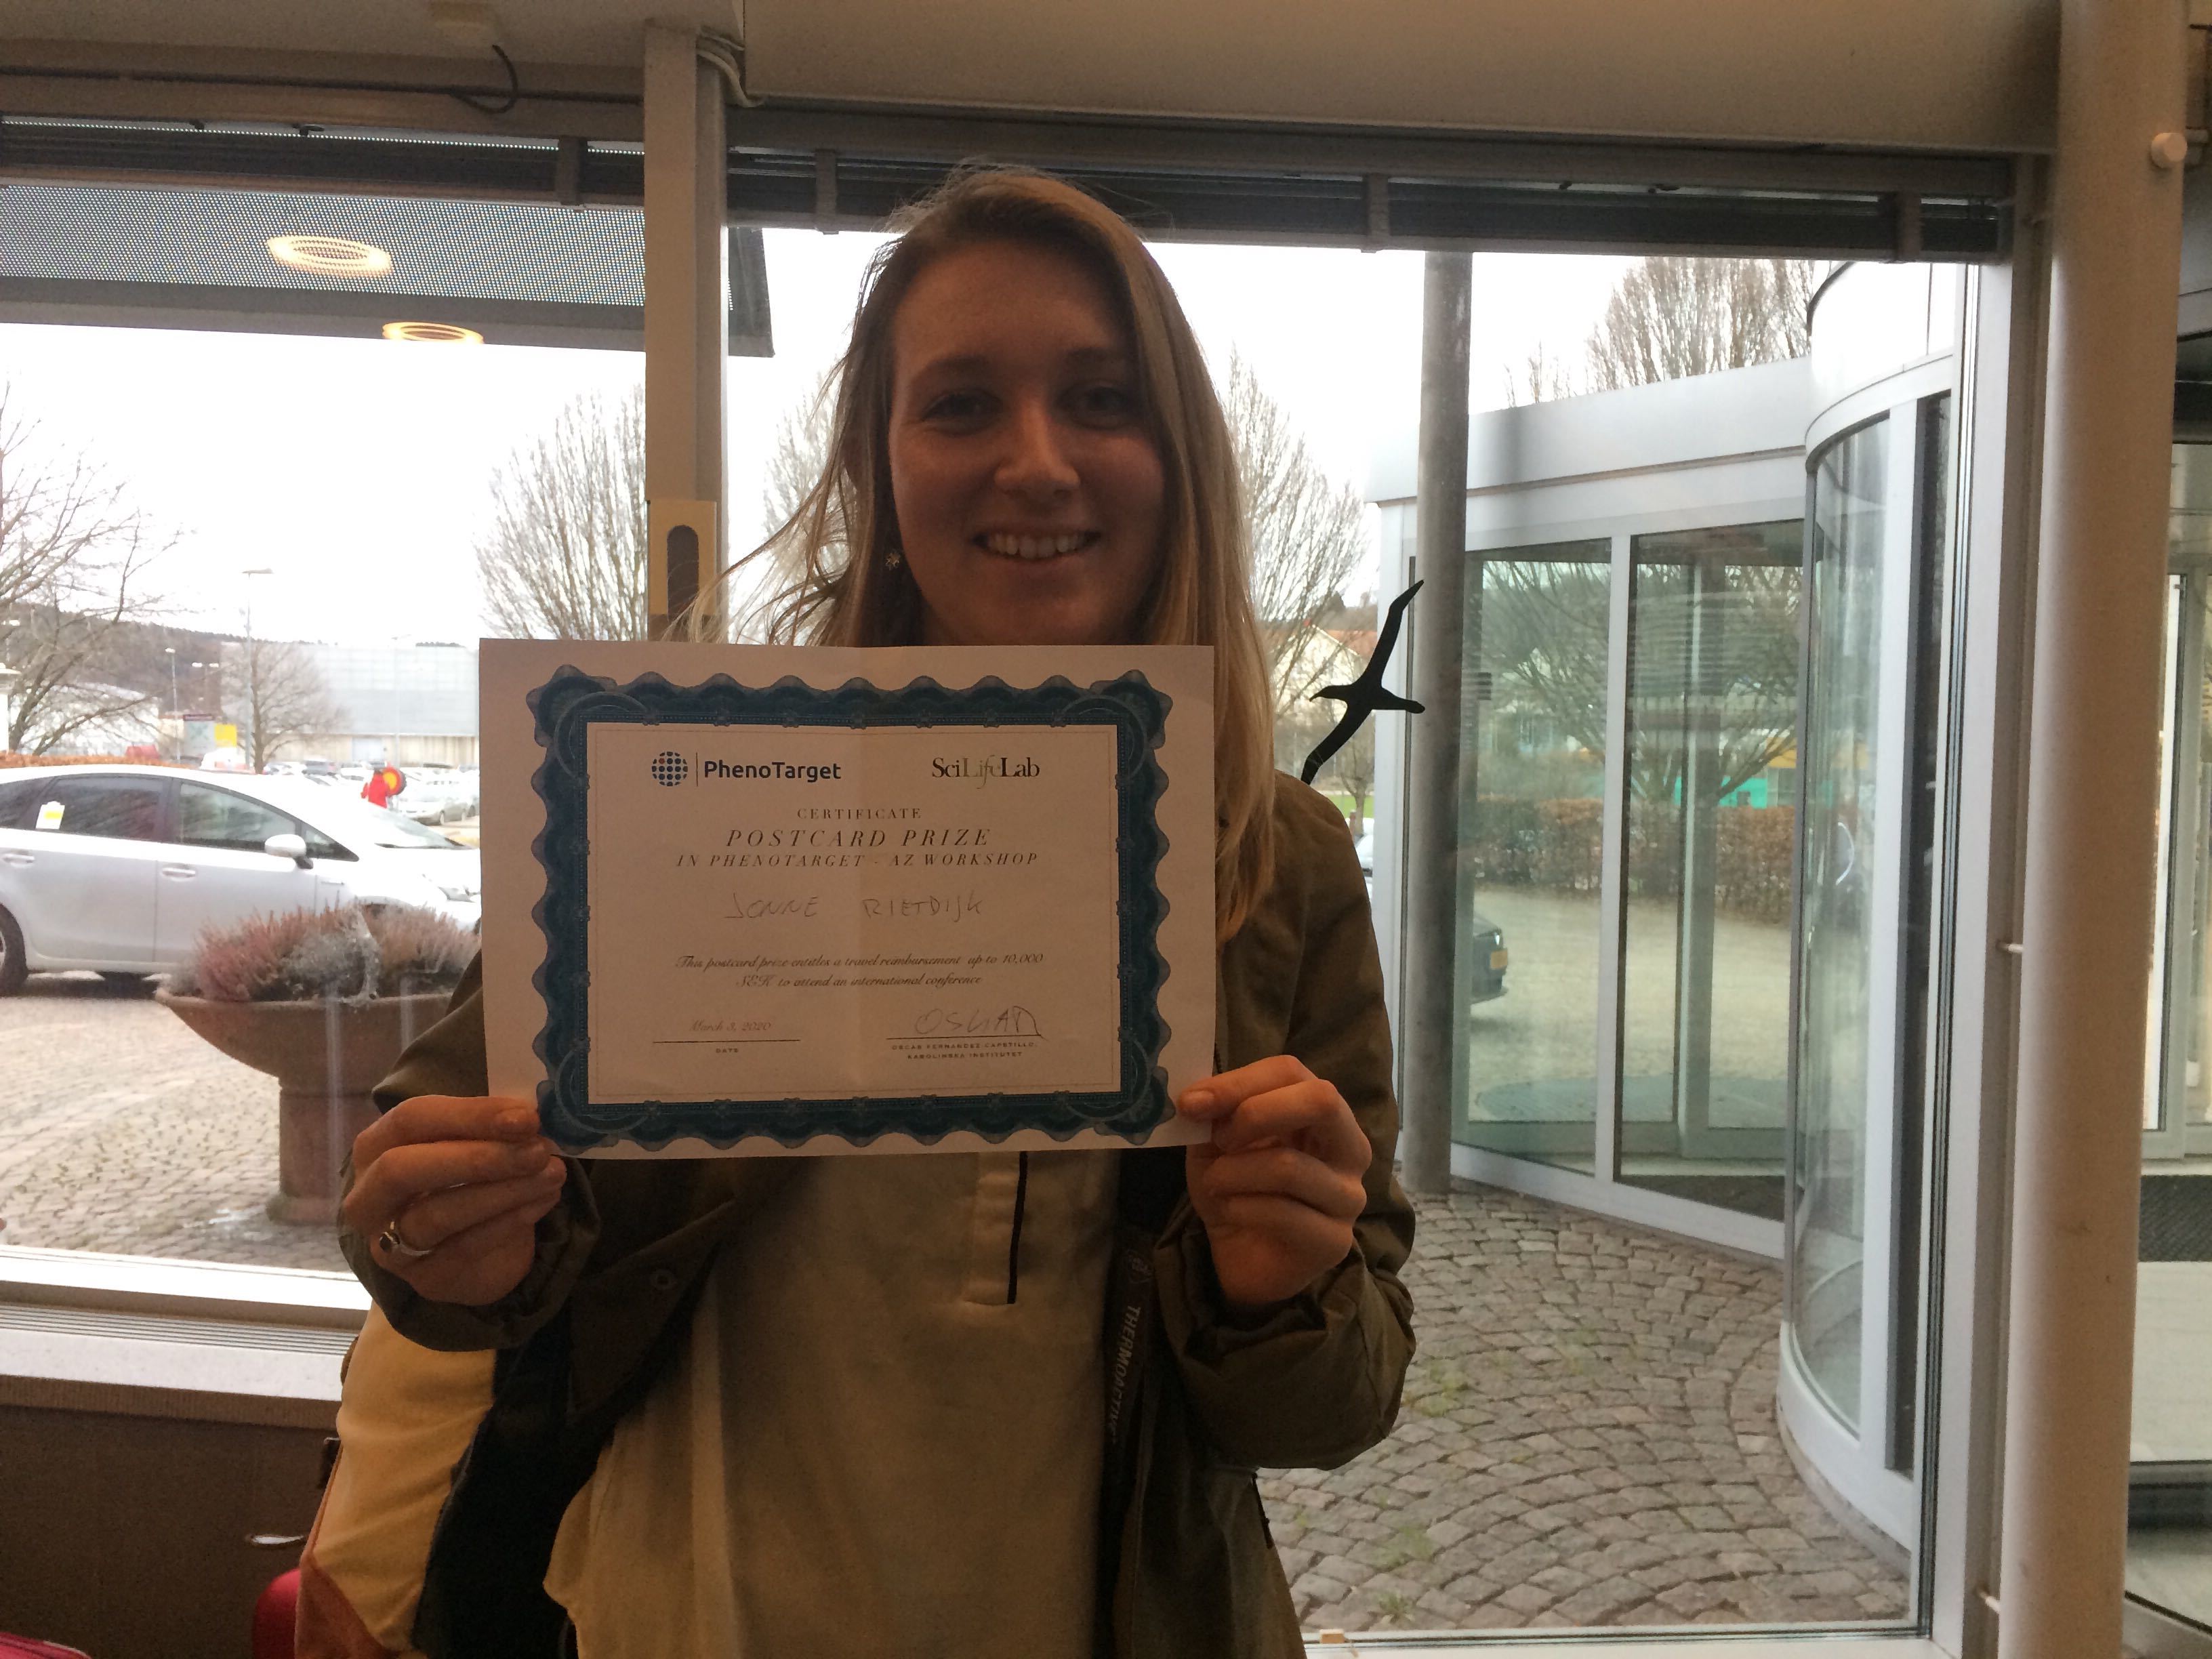 PhenoTarget
SciLifeLab
CERTIFICATE
POSTCARD PRIZE
IN PHENOTARGET - AZ WORKSHOP
JONNE RIETDIJK
This postcard prize entitles a travel reimbursement up to 10,000
SEK to attend an international conference
March 3, 2020
DATE
OSCAR
OSCAR FERNANDEZ-CAPETILLO,
KAROLINSKA INSTITUTET
THERMOACTIVE